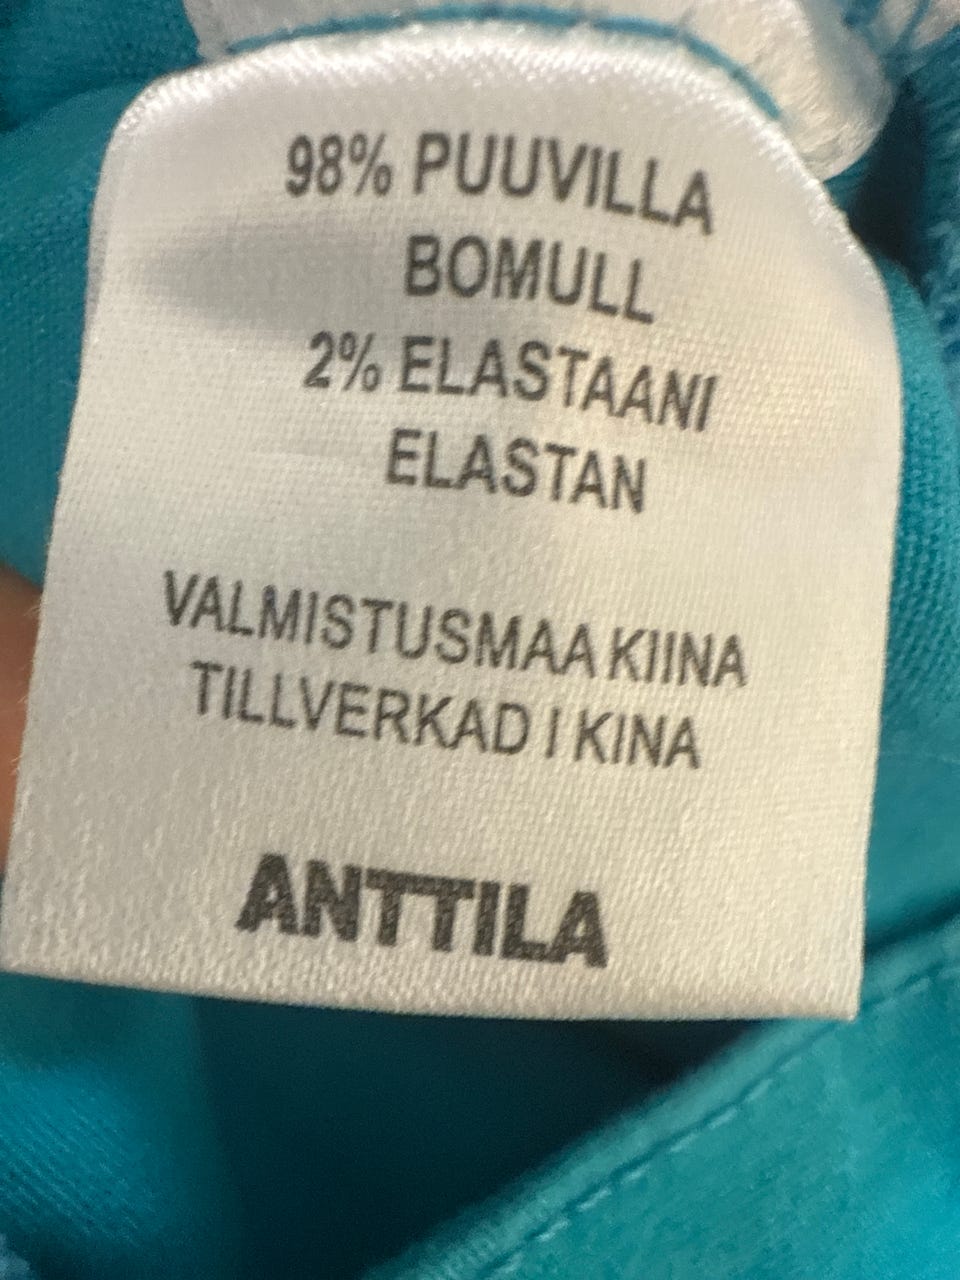 98% PUUVILLA
BOMULL
2% ELASTAANI
ELASTAN
VALMISTUSMAA KIINA
TILLVERKAD I KINA
ANTTILA